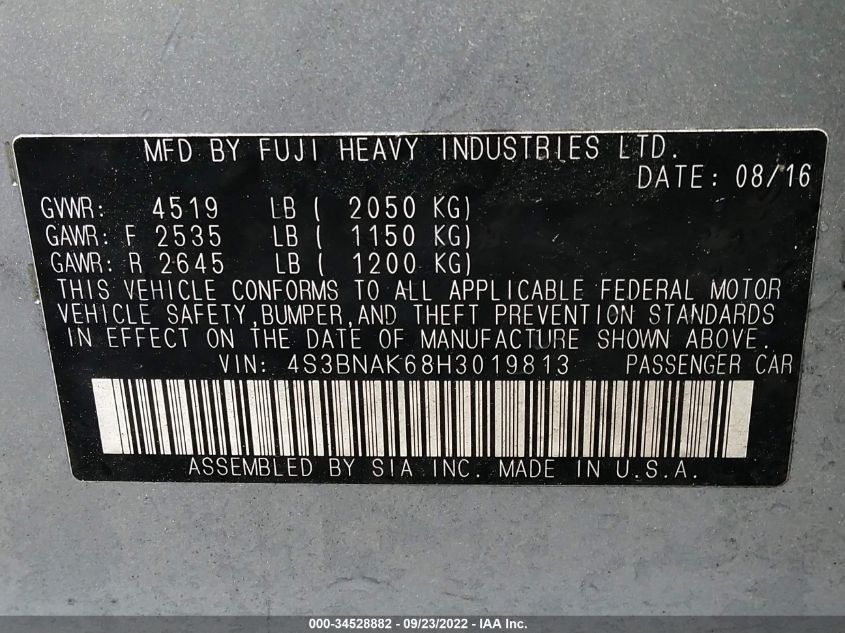 MFD BY FUJI HEAVY INDUSTRIES LTD.
DATE: 08/16
GVWR: 4519 LB ( 2050 KG)
GAWR: F 2535 LB ( 1150 KG)
GAWR: R 2645 LB ( 1200 KG)
THIS VEHICLE CONFORMS TO ALL APPLICABLE FEDERAL MOTOR
VEHICLE SAFETY,BUMPER,AND THEFT PREVENTION STANDARDS
IN EFFECT ON THE DATE OF MANUFACTURE SHOWN ABOVE.
VIN: 4S3BNAK68H3019813 PASSENGER CAR
ASSEMBLED BY SIA INC. MADE IN U.S.A.
000-34528882 - 09/23/2022 - IAA Inc.